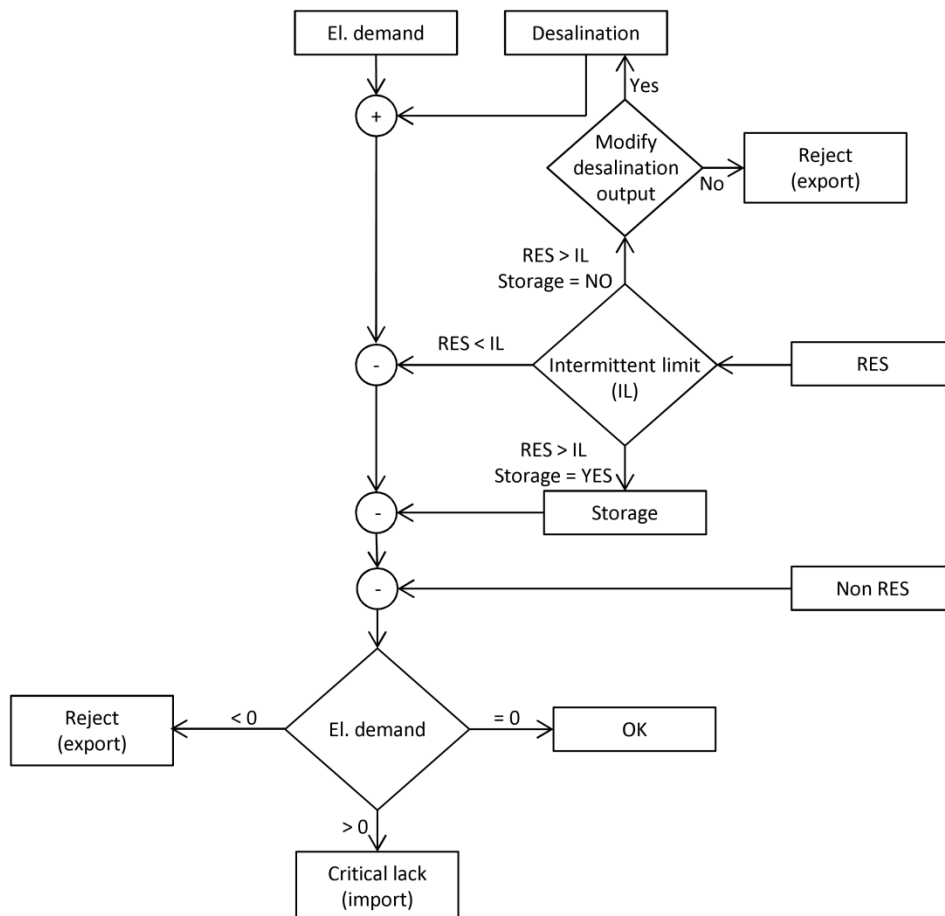 El. demand
Desalination
Yes
+
Modify
desalination
output
No
Reject
(export)
RES > IL
Storage = NO
RES < IL
-
Intermittent limit
(IL)
RES
RES > IL
Storage = YES
-
Storage
-
Non RES
Reject
(export)
< 0
El. demand
= 0
OK
> 0
Critical lack
(import)